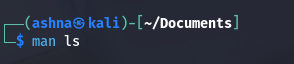 ┌──(ashna㉿kali)-[~/Documents]
└─$ man ls